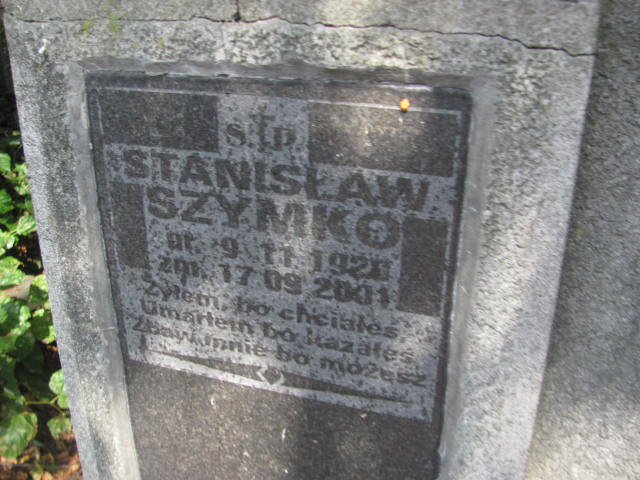 ś.†p.
STANISŁAW
SZYMKO
ur. 9.11.1920
zm. 17.09.2001
Żyłem, bo chciałeś,
Umarłem bo kazałeś
Zbaw mnie bo możesz